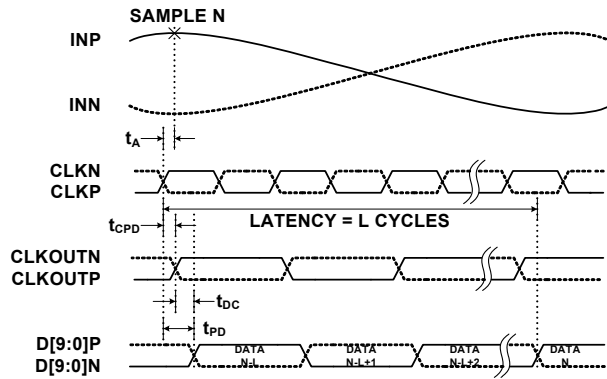 SAMPLE N
INP
INN
tA
CLKN
CLKP
LATENCY = L CYCLES
tCPD
CLKOUTN
CLKOUTP
tDC
tPD
D[9:0]P
D[9:0]N
DATA
N-L
DATA
N-L+1
DATA
N-L+2
DATA
N